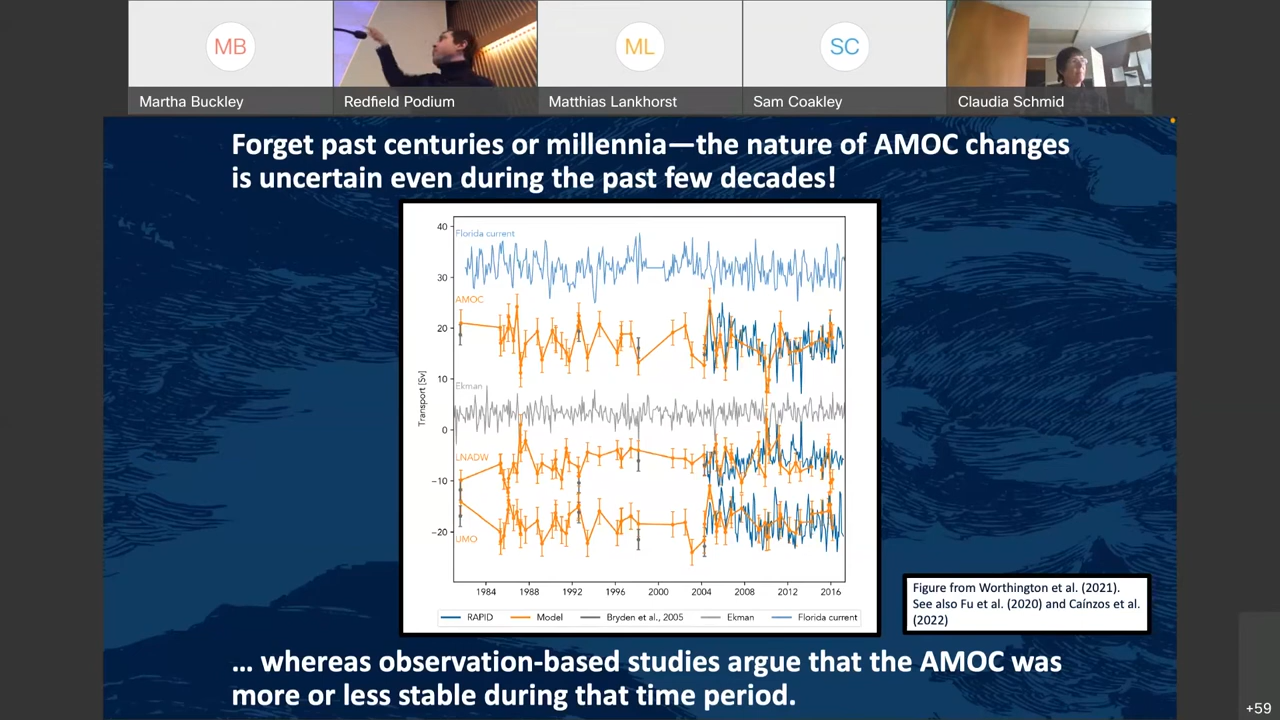 MB
ML
SC
Martha Buckley
Redfield Podium
Matthias Lankhorst
Sam Coakley
Claudia Schmid
Forget past centuries or millennia—the nature of AMOC changes
is uncertain even during the past few decades!
40
Florida current
30
AMOC
20
Transport [Sv]
10
Ekman
0
LNADW
−10
−20
UMO
1984 1988 1992 1996 2000 2004 2008 2012 2016
RAPID Model Bryden et al., 2005 Ekman Florida current
Figure from Worthington et al. (2021).
See also Fu et al. (2020) and Caínzos et al.
(2022)
... whereas observation-based studies argue that the AMOC was
more or less stable during that time period.
+59